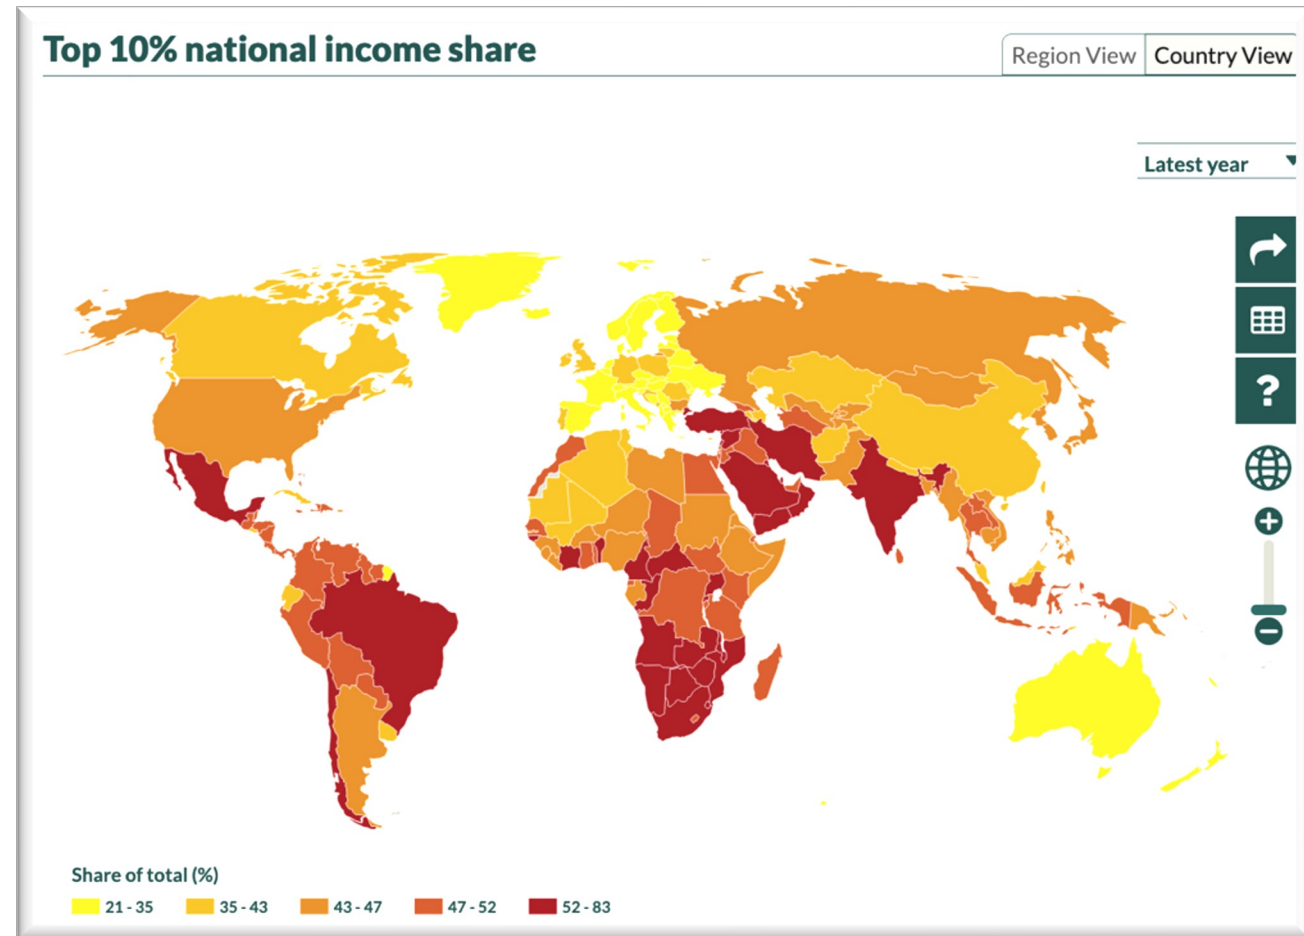 Top 10% national income share
Region View
Country View
Latest year
?
Share of total (%)
21 - 35
35 - 43
43 - 47
47 - 52
52 - 83